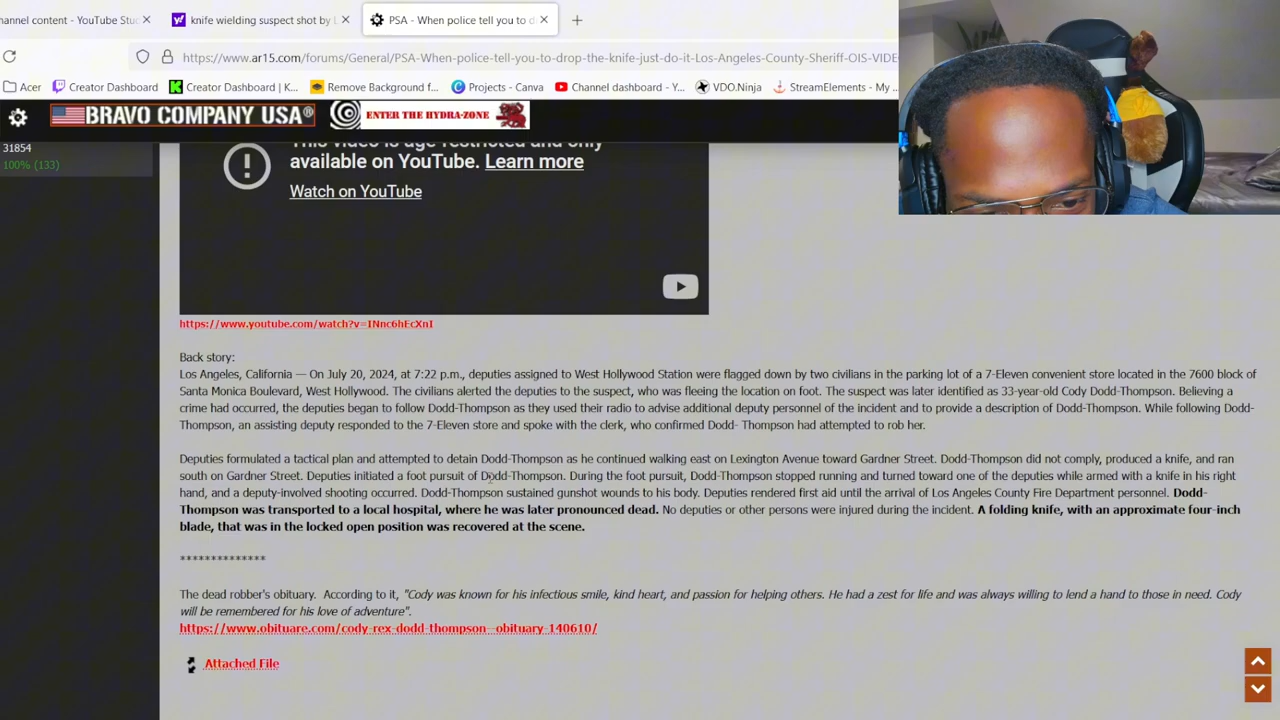 hannel content - YouTube Stu
knife wielding suspect shot by L
PSA - When police tell you to d
https://www.ar15.com/forums/General/PSA-When-police-tell-you-to-drop-the-knife-just-do-it-Los-Angeles-County-Sheriff-OIS-VIDE
Acer
Creator Dashboard
Creator Dashboard | K...
Remove Background f...
Projects - Canva
Channel dashboard - Y...
VDO.Ninja
StreamElements - My ...
BRAVO COMPANY USA®
ENTER THE HYDRA-ZONE
31854
100% (133)
This video is age restricted and only
available on YouTube. Learn more
Watch on YouTube
https://www.youtube.com/watch?v=INnc6hEcXnI
Back story:
Los Angeles, California — On July 20, 2024, at 7:22 p.m., deputies assigned to West Hollywood Station were flagged down by two civilians in the parking lot of a 7-Eleven convenient store located in the 7600 block of
Santa Monica Boulevard, West Hollywood. The civilians alerted the deputies to the suspect, who was fleeing the location on foot. The suspect was later identified as 33-year-old Cody Dodd-Thompson. Believing a
crime had occurred, the deputies began to follow Dodd-Thompson as they used their radio to advise additional deputy personnel of the incident and to provide a description of Dodd-Thompson. While following Dodd-
Thompson, an assisting deputy responded to the 7-Eleven store and spoke with the clerk, who confirmed Dodd- Thompson had attempted to rob her.
Deputies formulated a tactical plan and attempted to detain Dodd-Thompson as he continued walking east on Lexington Avenue toward Gardner Street. Dodd-Thompson did not comply, produced a knife, and ran
south on Gardner Street. Deputies initiated a foot pursuit of Dodd-Thompson. During the foot pursuit, Dodd-Thompson stopped running and turned toward one of the deputies while armed with a knife in his right
hand, and a deputy-involved shooting occurred. Dodd-Thompson sustained gunshot wounds to his body. Deputies rendered first aid until the arrival of Los Angeles County Fire Department personnel. Dodd-
Thompson was transported to a local hospital, where he was later pronounced dead. No deputies or other persons were injured during the incident. A folding knife, with an approximate four-inch
blade, that was in the locked open position was recovered at the scene.
**************
The dead robber's obituary. According to it, "Cody was known for his infectious smile, kind heart, and passion for helping others. He had a zest for life and was always willing to lend a hand to those in need. Cody
will be remembered for his love of adventure".
https://www.obituare.com/cody-rex-dodd-thompson--obituary-140610/
Attached File